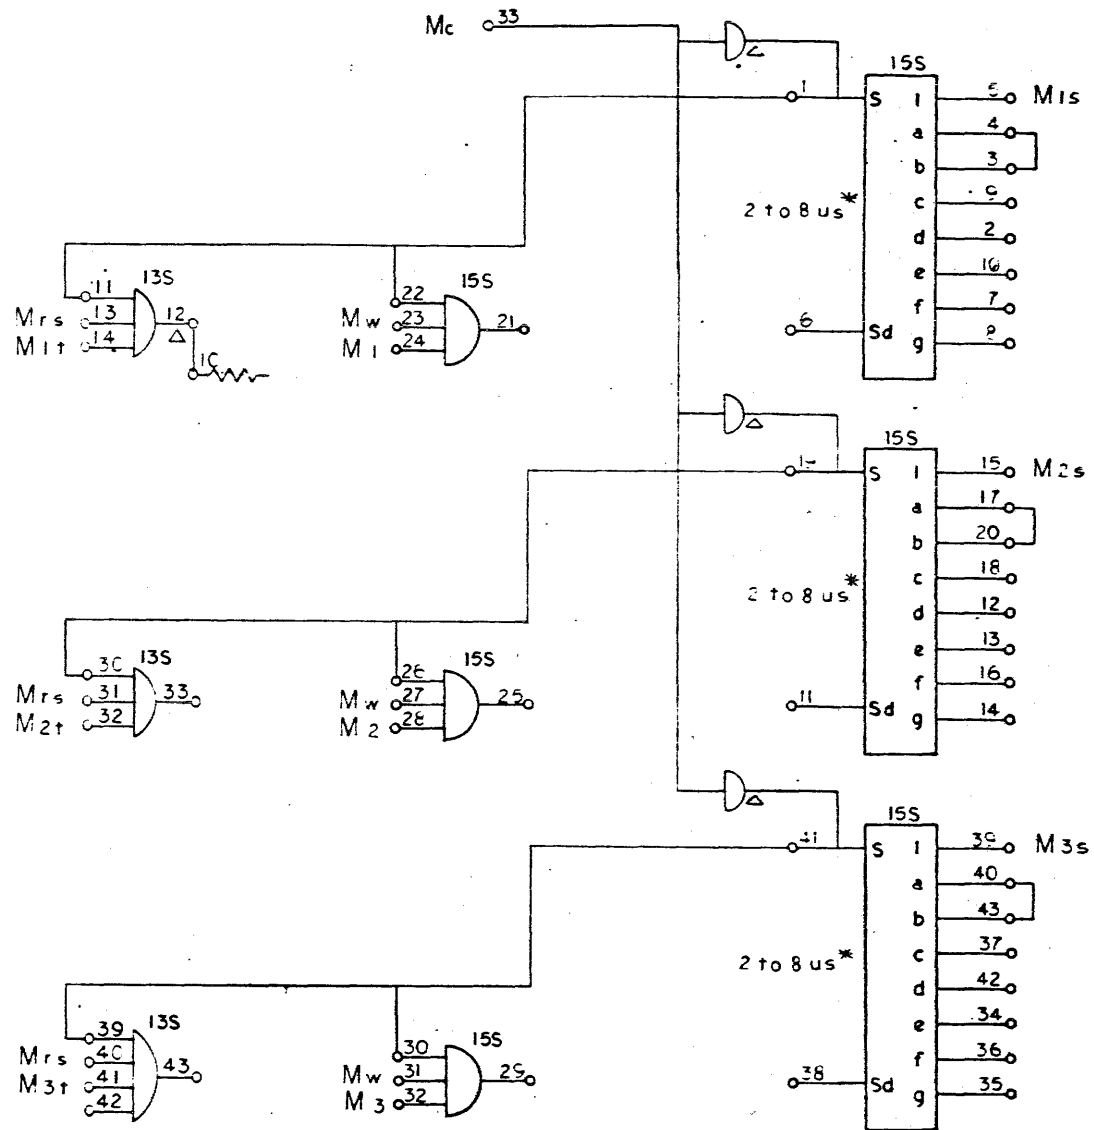 Mc 33
15S
1 S 1 5 M1s
a 4
b 3
2 to 8 us* c 9
d 2
e 10
f 7
6 Sd g 8
13S 15S
11 22
Mrs 13 12 Mw 23 21
M1t 14 M1 24
△
15S
S 1 15 M2s
a 17
b 20
2 to 8 us* c 18
d 12
e 13
f 16
11 Sd g 14
13S 15S
30 26
Mrs 31 33 Mw 27 25
M2t 32 M2 28
△
15S
41 S 1 39 M3s
a 40
b 43
2 to 8 us* c 37
d 42
e 34
f 36
38 Sd g 35
13S 15S
39 30
Mrs 40 43 Mw 31 29
M3t 41 M3 32
42
△